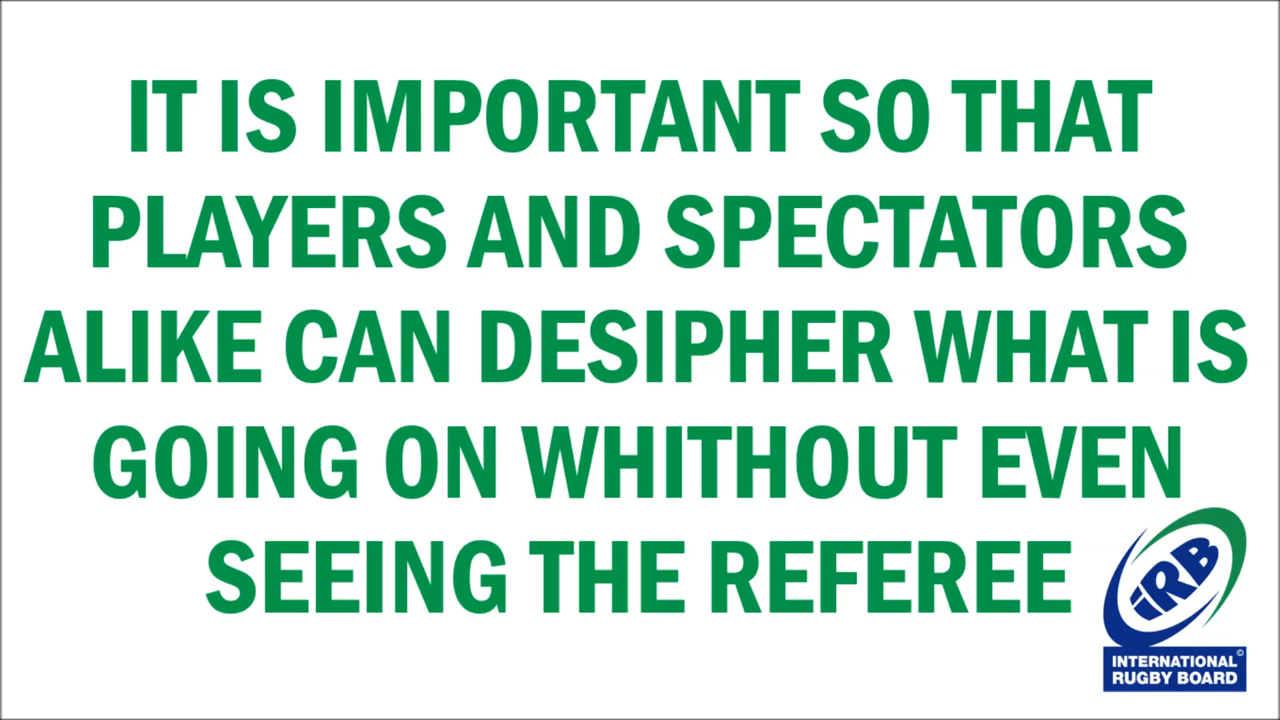 IT IS IMPORTANT SO THAT
PLAYERS AND SPECTATORS
ALIKE CAN DESIPHER WHAT IS
GOING ON WHITHOUT EVEN
SEEING THE REFEREE
iRB
INTERNATIONAL©
RUGBY BOARD